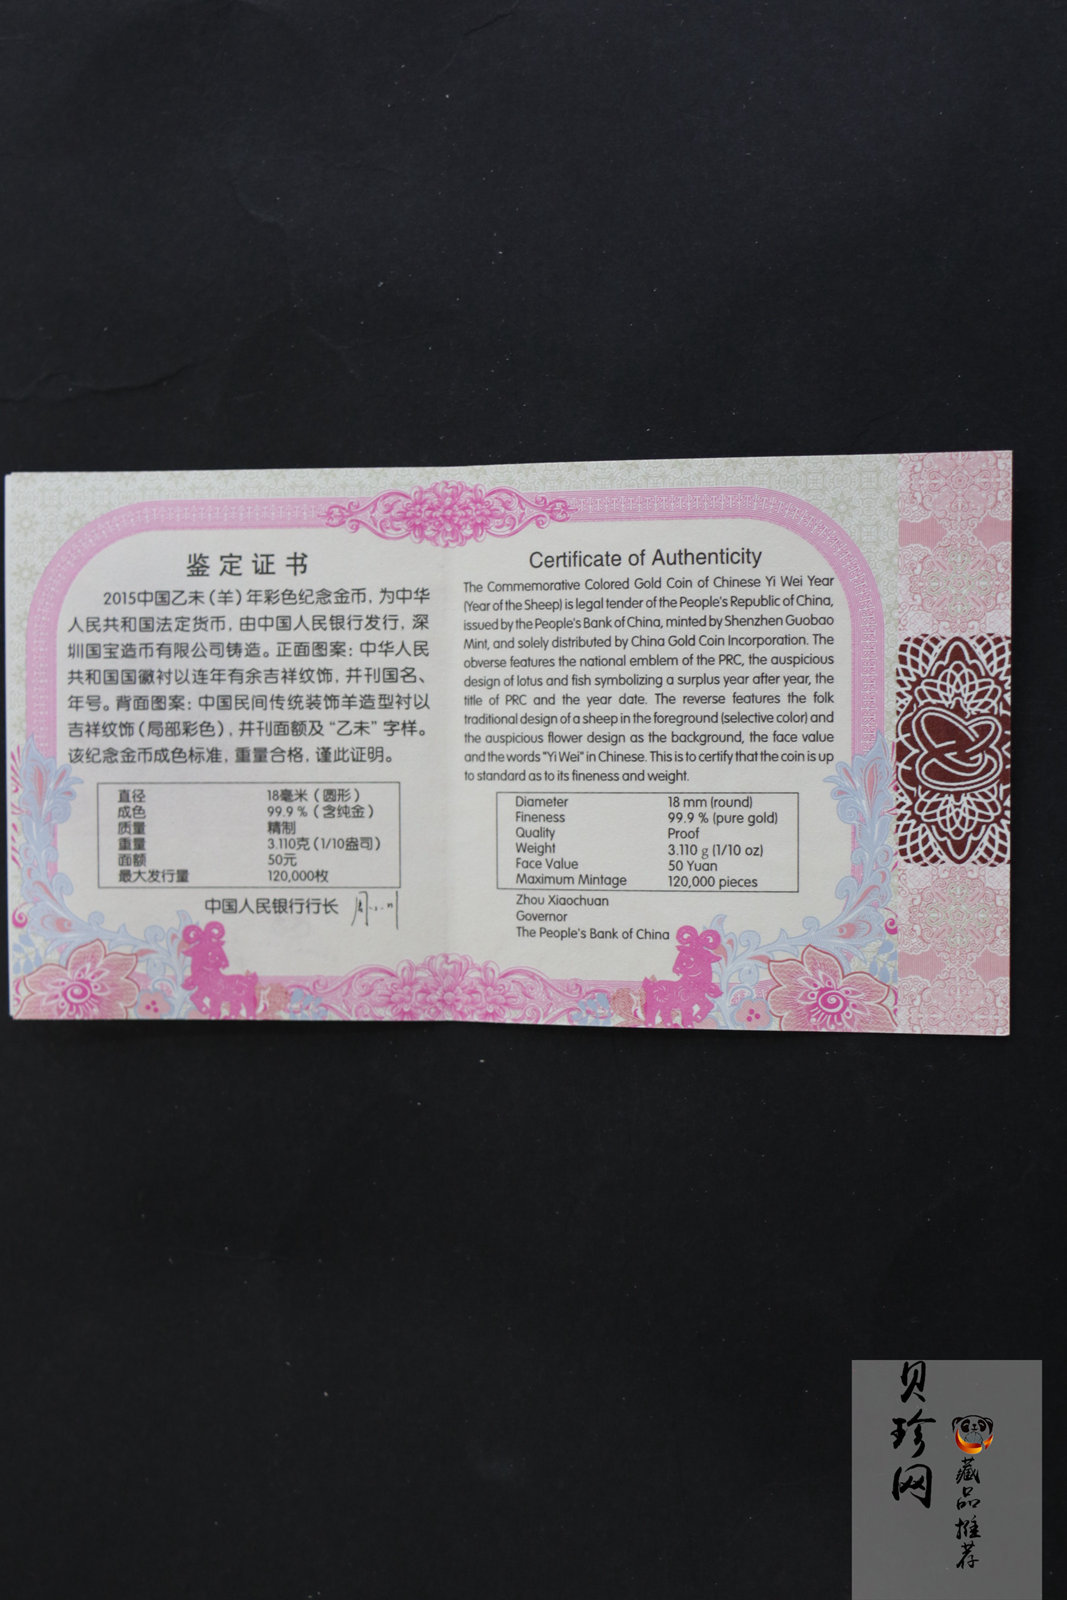 鉴定证书
2015中国乙未（羊）年彩色纪念金币，为中华
人民共和国法定货币，由中国人民银行发行，深
圳国宝造币有限公司铸造。正面图案：中华人民
共和国国徽衬以连年有余吉祥纹饰，并刊国名、
年号。背面图案：中国民间传统装饰羊造型衬以
吉祥纹饰（局部彩色），并刊面额及“乙未”字样。
该纪念金币成色标准，重量合格，谨此证明。
直径 18毫米（圆形）
成色 99.9％（含纯金）
质量 精制
重量 3.110克（1/10盎司）
面额 50元
最大发行量 120,000枚
中国人民银行行长
Certificate of Authenticity
The Commemorative Colored Gold Coin of Chinese Yi Wei Year
(Year of the Sheep) is legal tender of the People's Republic of China,
issued by the People's Bank of China, minted by Shenzhen Guobao
Mint, and solely distributed by China Gold Coin Incorporation. The
obverse features the national emblem of the PRC, the auspicious
design of lotus and fish symbolizing a surplus year after year, the
title of PRC and the year date. The reverse features the folk
traditional design of a sheep in the foreground (selective color) and
the auspicious flower design as the background, the face value
and the words "Yi Wei" in Chinese. This is to certify that the coin is up
to standard as to its fineness and weight.
Diameter 18 mm (round)
Fineness 99.9 % (pure gold)
Quality Proof
Weight 3.110 g (1/10 oz)
Face Value 50 Yuan
Maximum Mintage 120,000 pieces
Zhou Xiaochuan
Governor
The People's Bank of China
贝珍网
藏品推荐